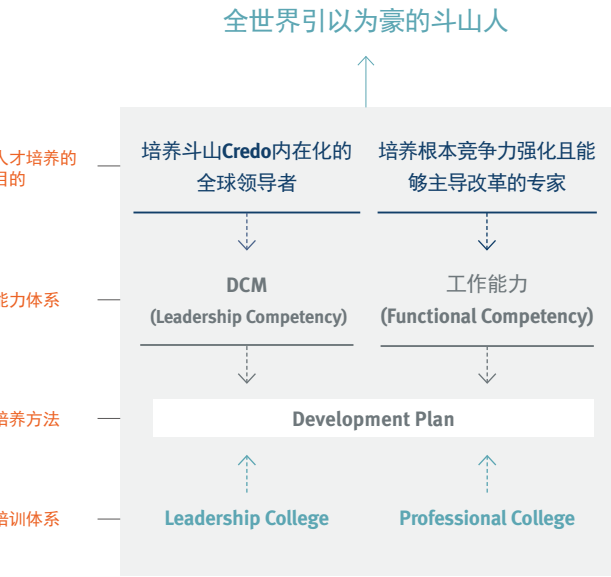 全世界引以为豪的斗山人
人才培养的
目的
培养斗山Credo内在化的
全球领导者
培养根本竞争力强化且能
够主导改革的专家
能力体系
DCM
(Leadership Competency)
工作能力
(Functional Competency)
培养方法
Development Plan
培训体系
Leadership College
Professional College